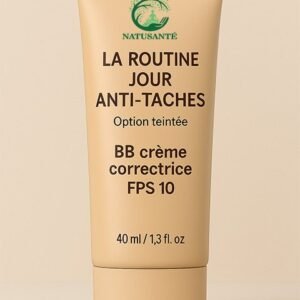 NATUSANTÉ
LA ROUTINE
JOUR
ANTI-TACHES
Option teintée
BB crème
correctrice
FPS 10
40 ml / 1,3 fl. oz